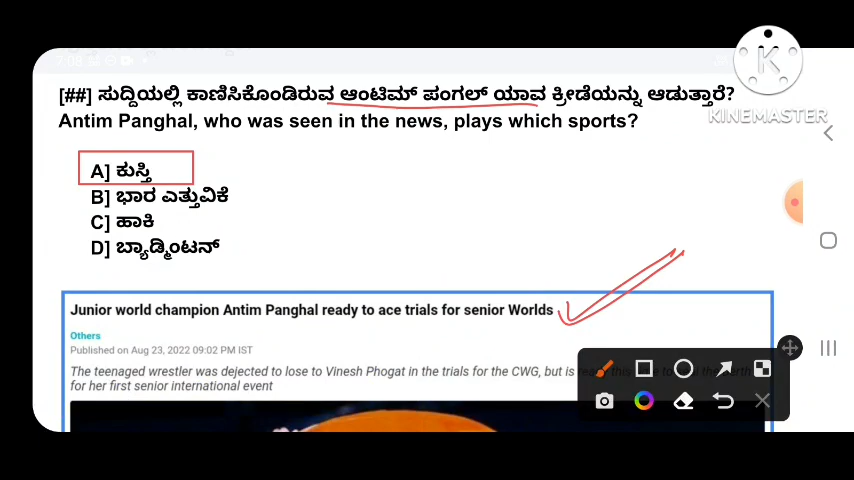 7:08
[##] ಸುದ್ದಿಯಲ್ಲಿ ಕಾಣಿಸಿಕೊಂಡಿರುವ ಆಂಟಿಮ್ ಪಂಗಲ್ ಯಾವ ಕ್ರೀಡೆಯನ್ನು ಆಡುತ್ತಾರೆ?
Antim Panghal, who was seen in the news, plays which sports?
KINEMASTER
A] ಕುಸ್ತಿ
B] ಭಾರ ಎತ್ತುವಿಕೆ
C] ಹಾಕಿ
D] ಬ್ಯಾಡ್ಮಿಂಟನ್
Junior world champion Antim Panghal ready to ace trials for senior Worlds
Others
Published on Aug 23, 2022 09:02 PM IST
The teenaged wrestler was dejected to lose to Vinesh Phogat in the trials for the CWG, but is
for her first senior international event